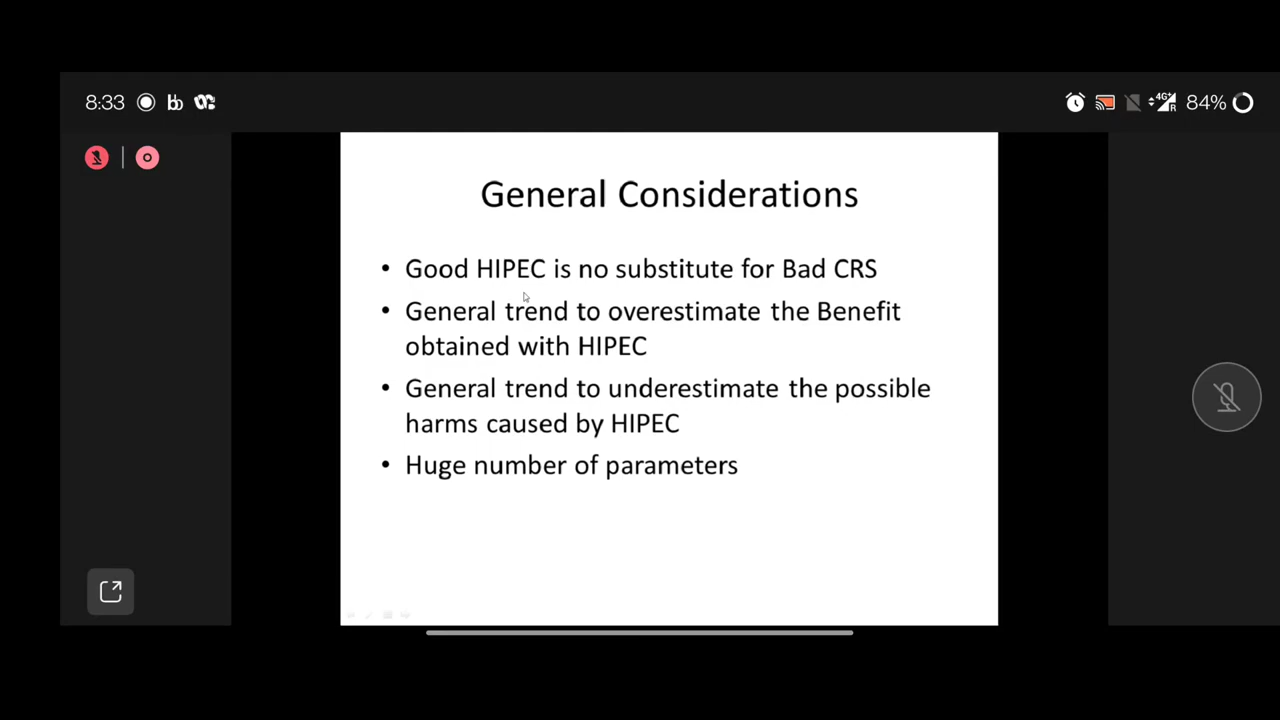 8:33
4G+
R
84%
General Considerations
• Good HIPEC is no substitute for Bad CRS
• General trend to overestimate the Benefit
obtained with HIPEC
• General trend to underestimate the possible
harms caused by HIPEC
• Huge number of parameters